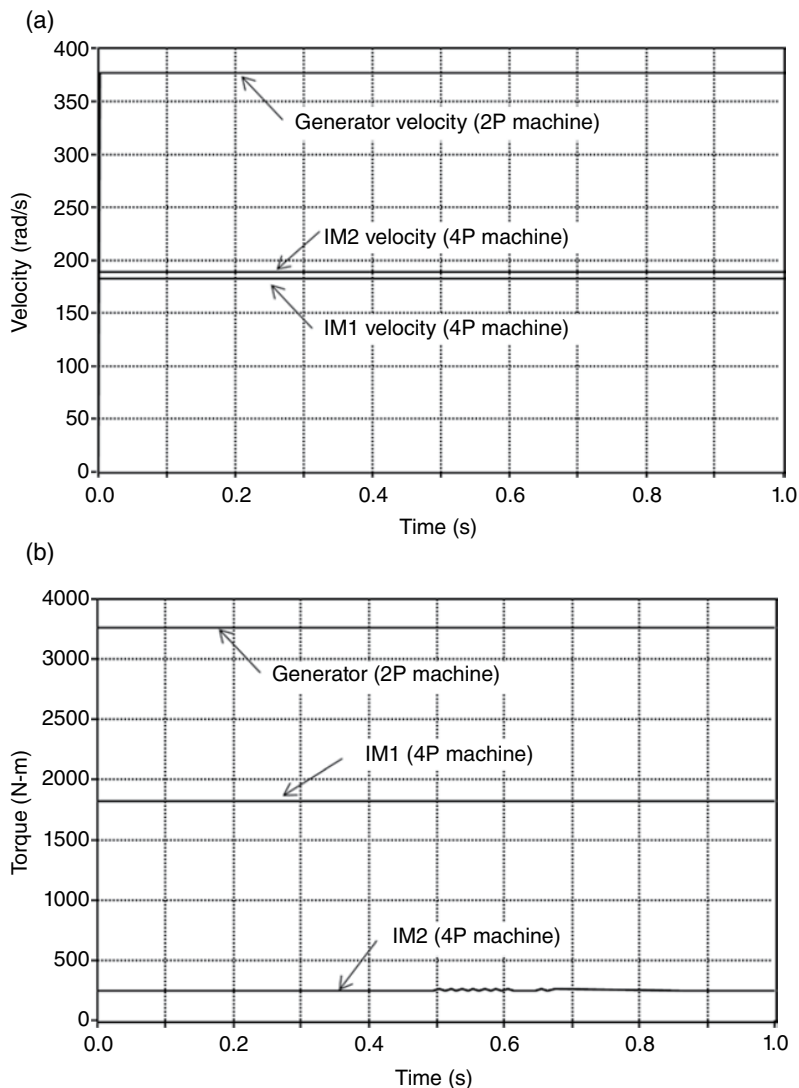 (a)
400
350
300
250
200
150
100
50
0
Velocity (rad/s)
Generator velocity (2P machine)
IM2 velocity (4P machine)
IM1 velocity (4P machine)
0.0 0.2 0.4 0.6 0.8 1.0
Time (s)
(b)
4000
3000
2500
2000
1500
1000
500
0
Torque (N-m)
Generator (2P machine)
IM1 (4P machine)
IM2 (4P machine)
0.0 0.2 0.4 0.6 0.8 1.0
Time (s)